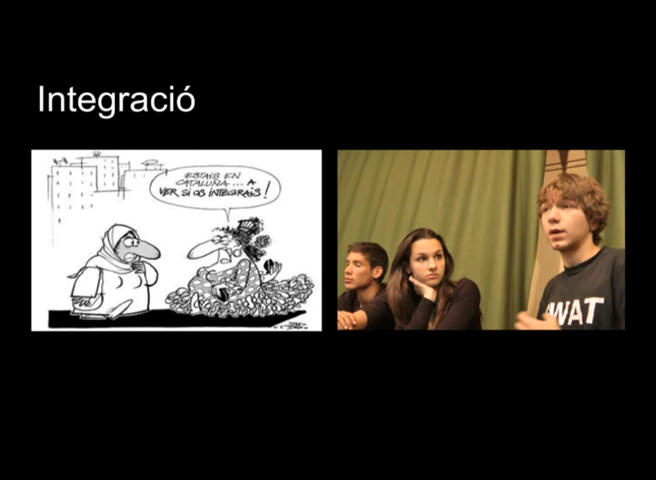 Integració
ESTAIS EN
CATALUÑA... A
VER SI OS INTEGRAIS!
WAT